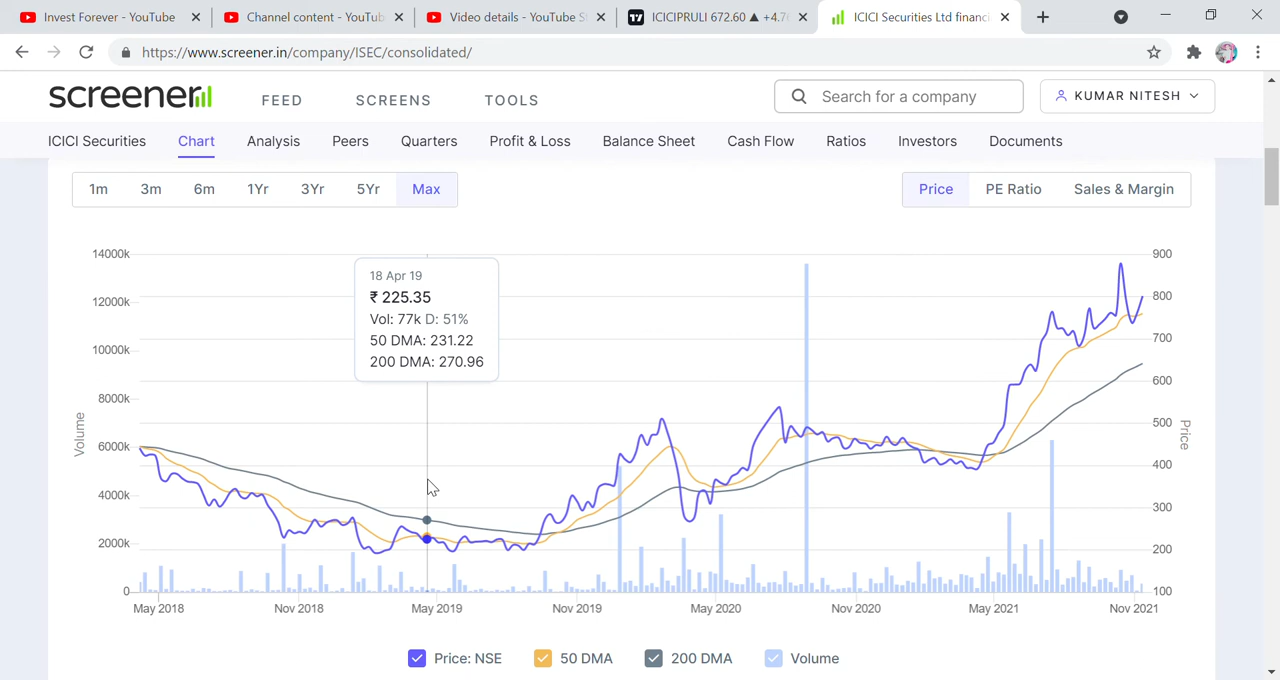 Invest Forever - YouTube
Channel content - YouTub
Video details - YouTube S
ICICIPRULI 672.60 ▲ +4.76
ICICI Securities Ltd financi
https://www.screener.in/company/ISEC/consolidated/
screener
FEED
SCREENS
TOOLS
Search for a company
KUMAR NITESH
ICICI Securities
Chart
Analysis
Peers
Quarters
Profit & Loss
Balance Sheet
Cash Flow
Ratios
Investors
Documents
1m
3m
6m
1Yr
3Yr
5Yr
Max
Price
PE Ratio
Sales & Margin
14000k
12000k
10000k
8000k
6000k
4000k
2000k
0
Volume
18 Apr 19
₹ 225.35
Vol: 77k D: 51%
50 DMA: 231.22
200 DMA: 270.96
900
800
700
600
500
400
300
200
100
Price
May 2018
Nov 2018
May 2019
Nov 2019
May 2020
Nov 2020
May 2021
Nov 2021
Price: NSE
50 DMA
200 DMA
Volume